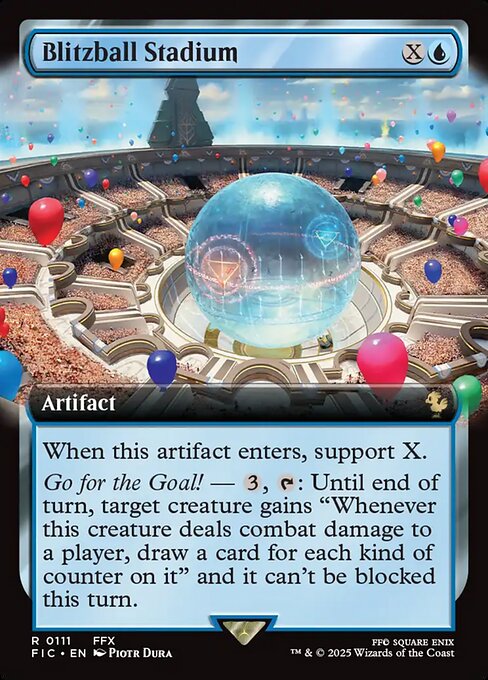 Blitzball Stadium X
Artifact
When this artifact enters, support X.
Go for the Goal! — 3, : Until end of
turn, target creature gains “Whenever
this creature deals combat damage to
a player, draw a card for each kind of
counter on it” and it can’t be blocked
this turn.
R 0111 FFX
FIC • EN Piotr Dura
FF© SQUARE ENIX
™ & © 2025 Wizards of the Coast